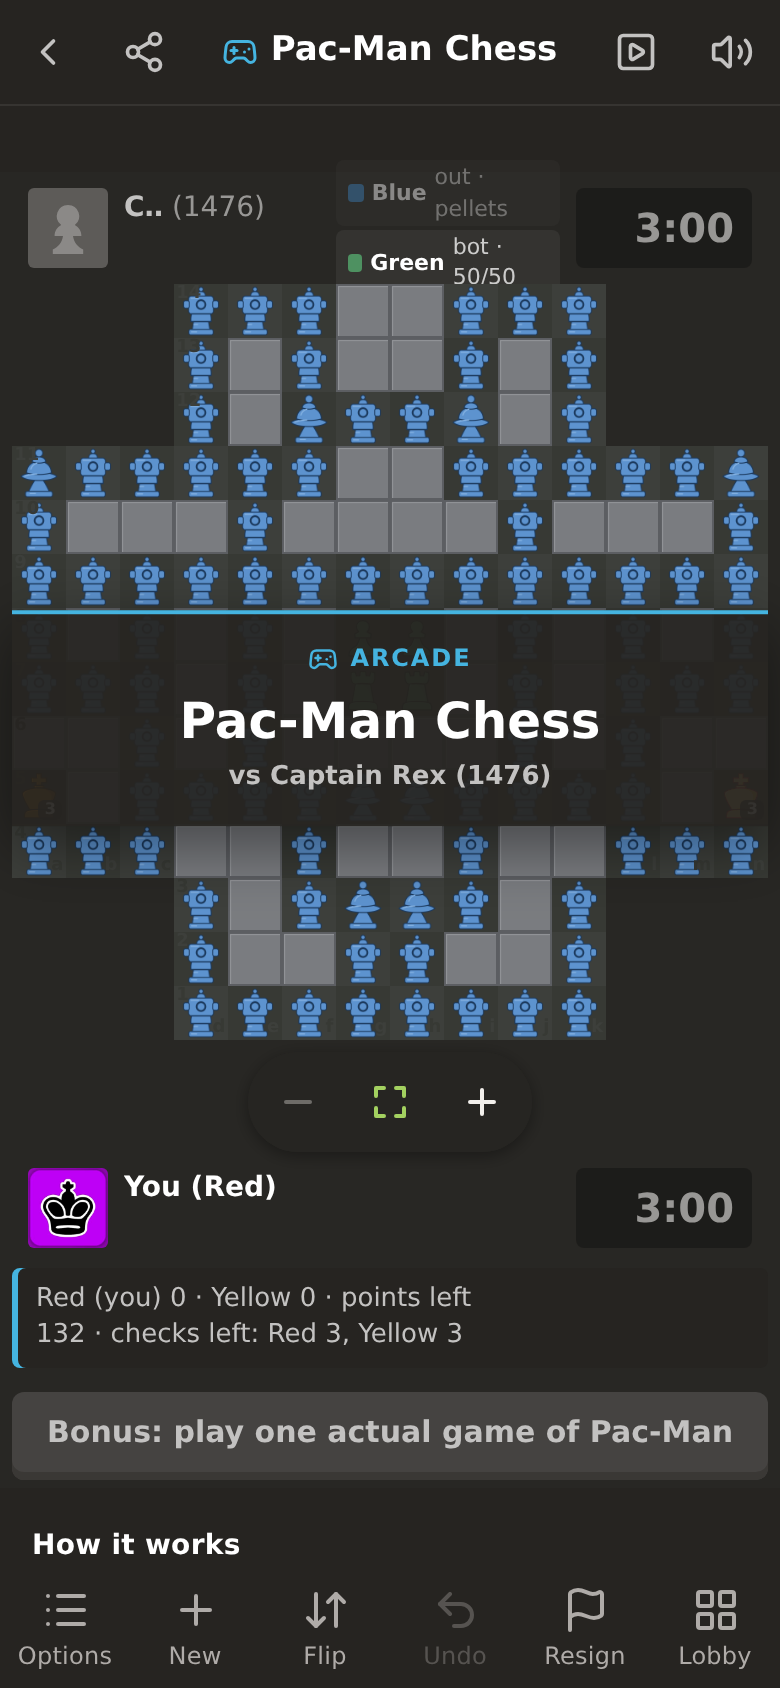 Pac-Man Chess
C.. (1476)
Blue out ·
pellets
3:00
Green bot ·
50/50
ARCADE
Pac-Man Chess
vs Captain Rex (1476)
3
3
You (Red)
3:00
Red (you) 0 · Yellow 0 · points left
132 · checks left: Red 3, Yellow 3
Bonus: play one actual game of Pac-Man
How it works
Options
New
Flip
Undo
Resign
Lobby